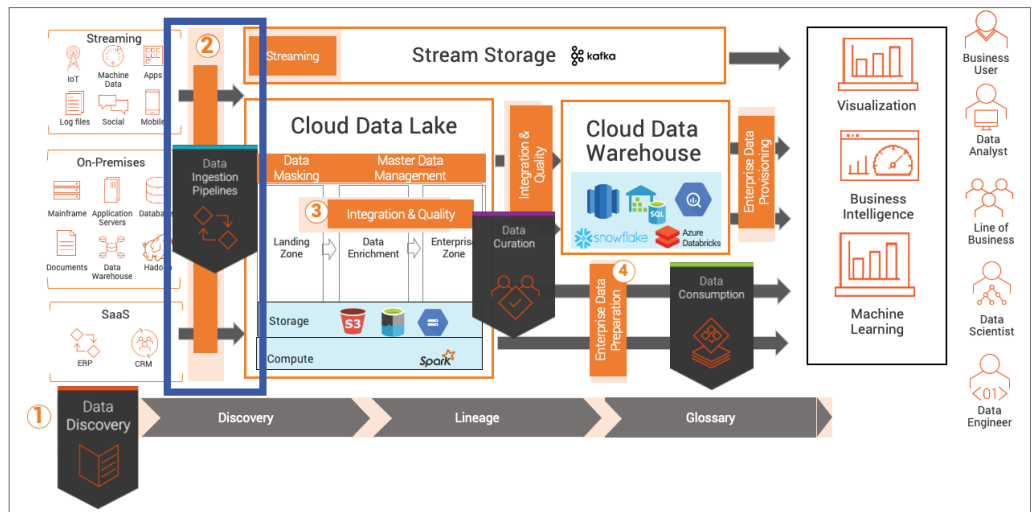 Streaming
IoT
Machine
Data
Apps
Log files
Social
Mobile
On-Premises
Mainframe
Application
Servers
Database
Documents
Data
Warehouse
Hadoop
SaaS
ERP
CRM
2
Data
Ingestion
Pipelines
Streaming
Stream Storage
kafka
Cloud Data Lake
Data
Masking
Master Data
Management
3
Integration & Quality
Landing
Zone
Data
Enrichment
Enterprise
Zone
Storage
S3
Compute
Spark
Integration &
Quality
Data
Curation
Cloud Data
Warehouse
SQL
snowflake
Azure
Databricks
Enterprise Data
Provisioning
4
Enterprise Data
Preparation
Data
Consumption
Visualization
Business
Intelligence
Machine
Learning
Business
User
Data
Analyst
Line of
Business
Data
Scientist
<01>
Data
Engineer
1
Data
Discovery
Discovery
Lineage
Glossary